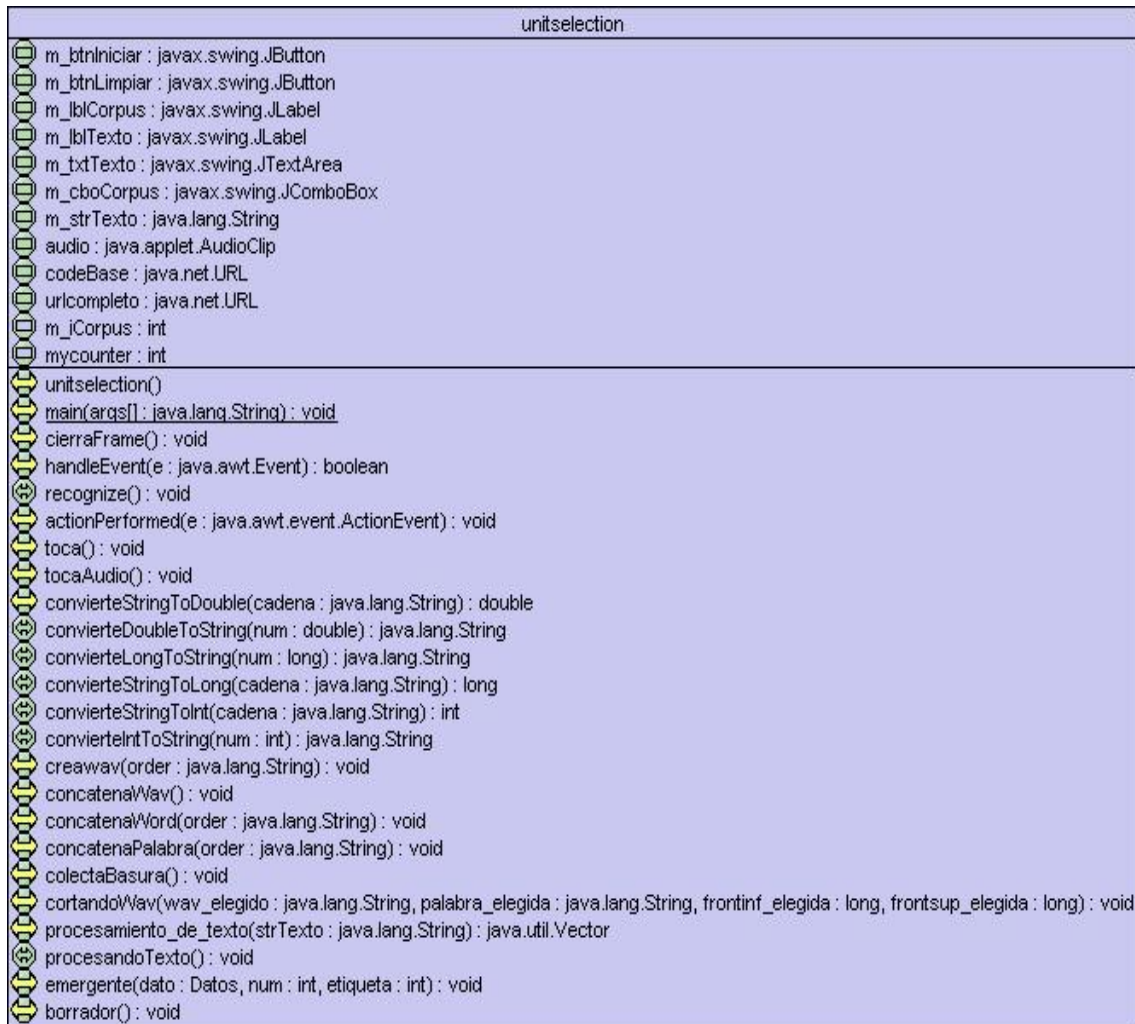 unitselection
m_btnIniciar : javax.swing.JButton
m_btnLimpiar : javax.swing.JButton
m_lblCorpus : javax.swing.JLabel
m_lblTexto : javax.swing.JLabel
m_txtTexto : javax.swing.JTextArea
m_cboCorpus : javax.swing.JComboBox
m_strTexto : java.lang.String
audio : java.applet.AudioClip
codeBase : java.net.URL
urlcompleto : java.net.URL
m_iCorpus : int
mycounter : int
unitselection()
main(args[] : java.lang.String) : void
cierraFrame() : void
handleEvent(e : java.awt.Event) : boolean
recognize() : void
actionPerformed(e : java.awt.event.ActionEvent) : void
toca() : void
tocaAudio() : void
convierteStringToDouble(cadena : java.lang.String) : double
convierteDoubleToString(num : double) : java.lang.String
convierteLongToString(num : long) : java.lang.String
convierteStringToLong(cadena : java.lang.String) : long
convierteStringToInt(cadena : java.lang.String) : int
convierteIntToString(num : int) : java.lang.String
creawav(order : java.lang.String) : void
concatenaWav() : void
concatenaWord(order : java.lang.String) : void
concatenaPalabra(order : java.lang.String) : void
colectaBasura() : void
cortandoWav(wav_elegido : java.lang.String, palabra_elegida : java.lang.String, frontinf_elegida : long, frontsup_elegida : long) : void
procesamiento_de_texto(strTexto : java.lang.String) : java.util.Vector
procesandoTexto() : void
emergente(dato : Datos, num : int, etiqueta : int) : void
borrador() : void